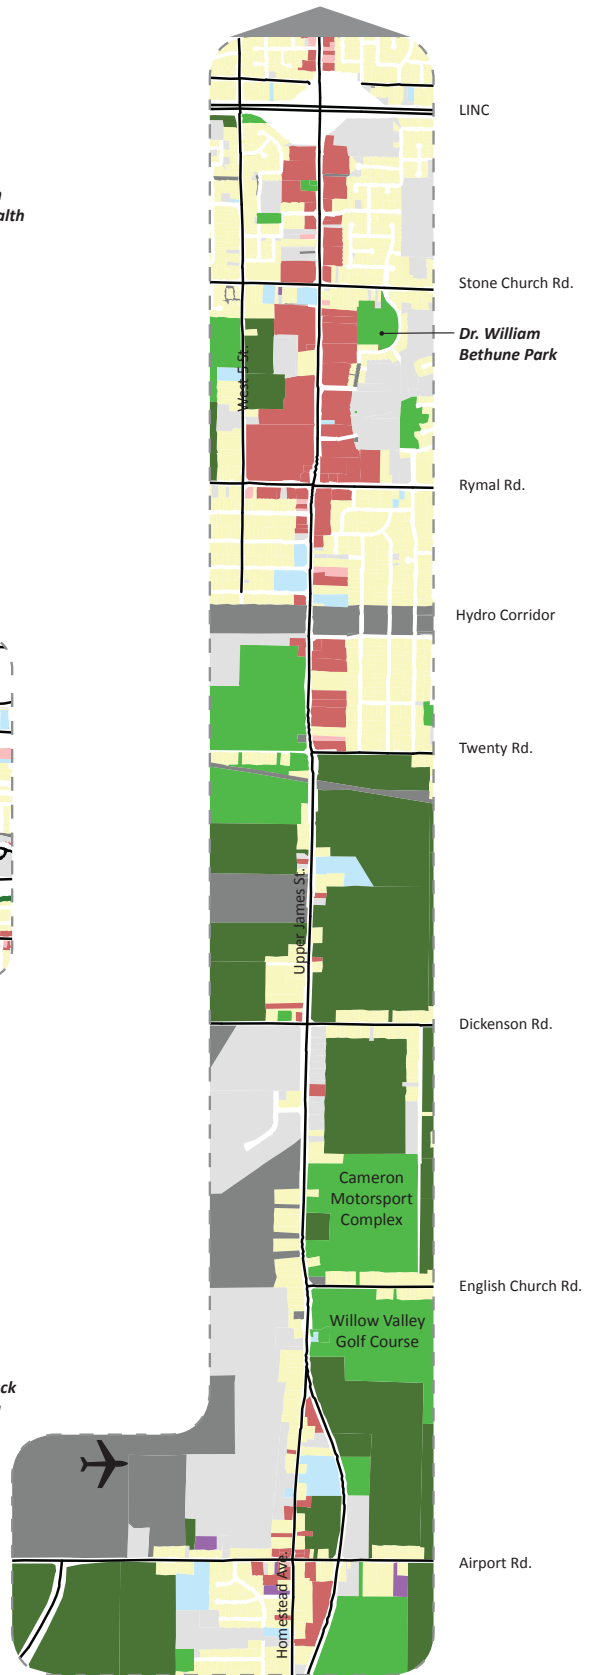 LINC
alth
Stone Church Rd.
Dr. William
Bethune Park
West 5 St.
Rymal Rd.
Hydro Corridor
Twenty Rd.
Upper James St.
Dickenson Rd.
Cameron
Motorsport
Complex
English Church Rd.
Willow Valley
Golf Course
ck
Airport Rd.
Homestead Ave.